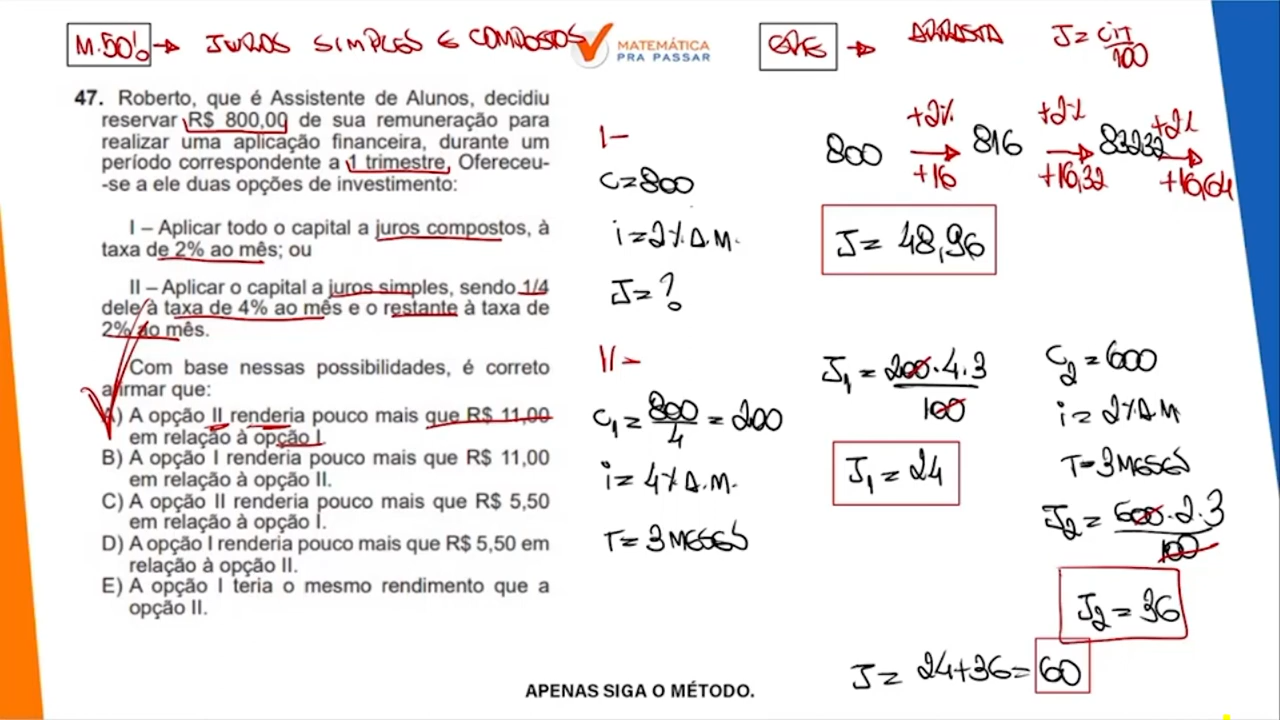 M.50% → JUROS SIMPLES E COMPOSTOS
MATEMÁTICA
PRA PASSAR
→ ARRASTA
J = CIT/100
47. Roberto, que é Assistente de Alunos, decidiu
reservar R$ 800,00 de sua remuneração para
realizar uma aplicação financeira, durante um
período correspondente a 1 trimestre. Ofereceu-
-se a ele duas opções de investimento:
I – Aplicar todo o capital a juros compostos, à
taxa de 2% ao mês; ou
II – Aplicar o capital a juros simples, sendo 1/4
dele à taxa de 4% ao mês e o restante à taxa de
2% ao mês.
Com base nessas possibilidades, é correto
afirmar que:
A) A opção II renderia pouco mais que R$ 11,00
em relação à opção I.
B) A opção I renderia pouco mais que R$ 11,00
em relação à opção II.
C) A opção II renderia pouco mais que R$ 5,50
em relação à opção I.
D) A opção I renderia pouco mais que R$ 5,50 em
relação à opção II.
E) A opção I teria o mesmo rendimento que a
opção II.
I –
C = 800
i = 2% A.M.
J = ?
+2% +2% +2%
800 → 816 → 832,32 →
+16 +16,32 +16,64
J = 48,96
II –
C1 = 800/4 = 200
i = 4% A.M.
T = 3 MESES
J1 = 200.4.3/100
J1 = 24
C2 = 600
i = 2% A.M
T = 3 MESES
J2 = 600.2.3/100
J2 = 36
J = 24+36 = 60
APENAS SIGA O MÉTODO.